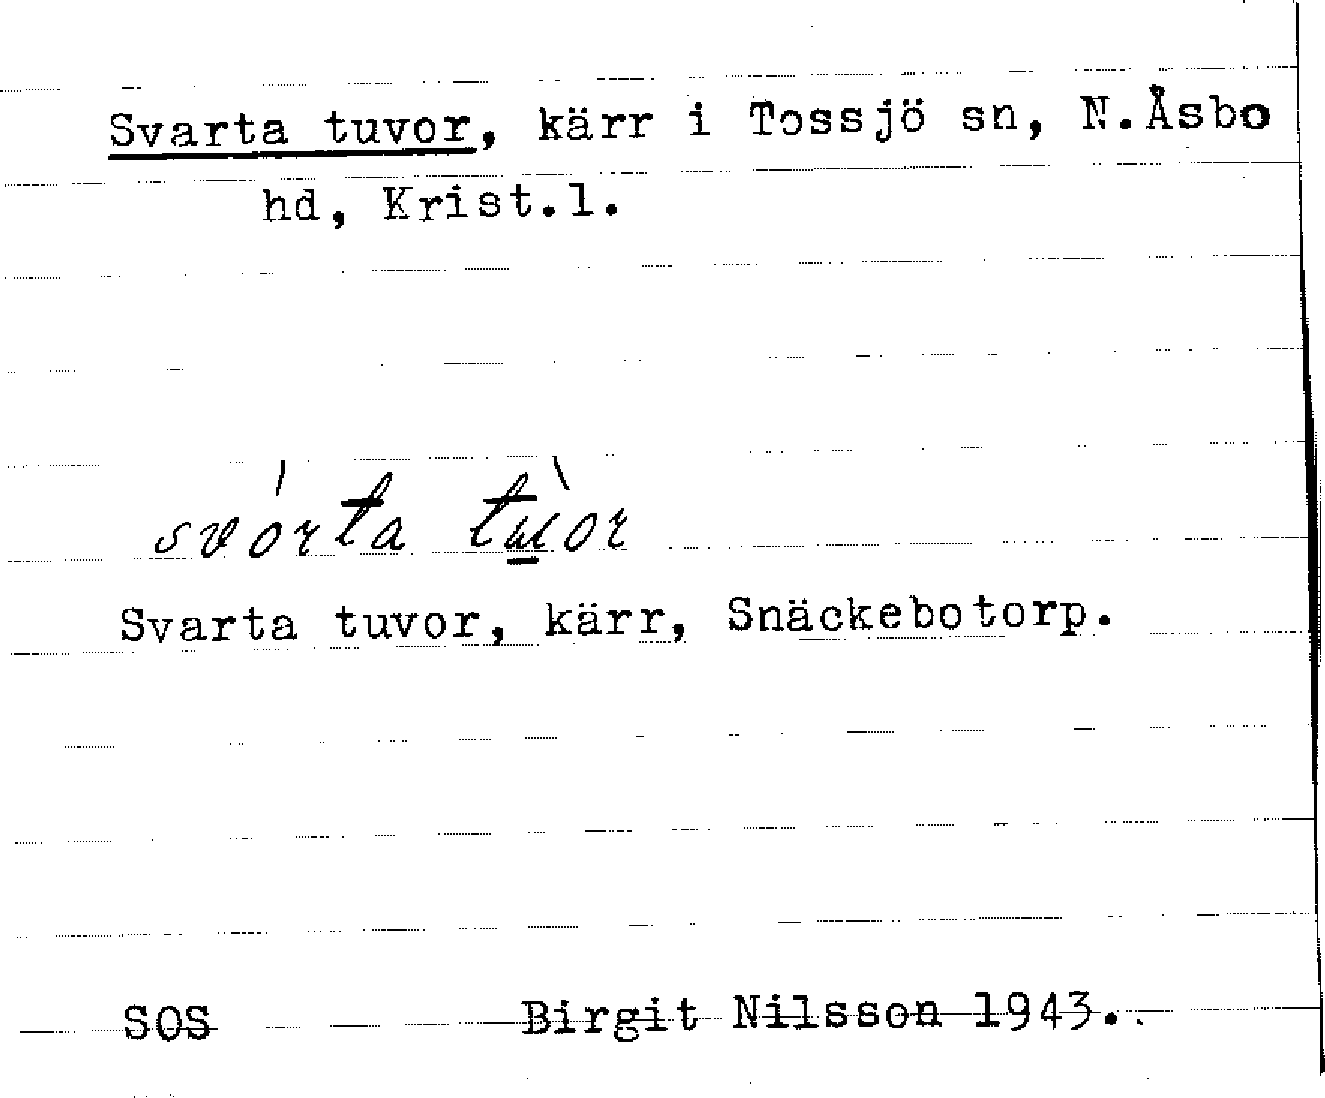 Svarta tuvor, kärr i Tossjö sn, N.Åsbo
hd, Krist.l.
svórta tùor
Svarta tuvor, kärr, Snäckebotorp.
SOS Birgit Nilsson 1943.